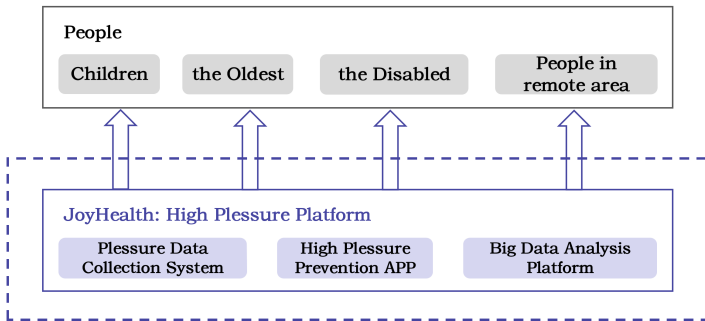 People
Children
the Oldest
the Disabled
People in
remote area
JoyHealth: High Plessure Platform
Plessure Data
Collection System
High Plessure
Prevention APP
Big Data Analysis
Platform